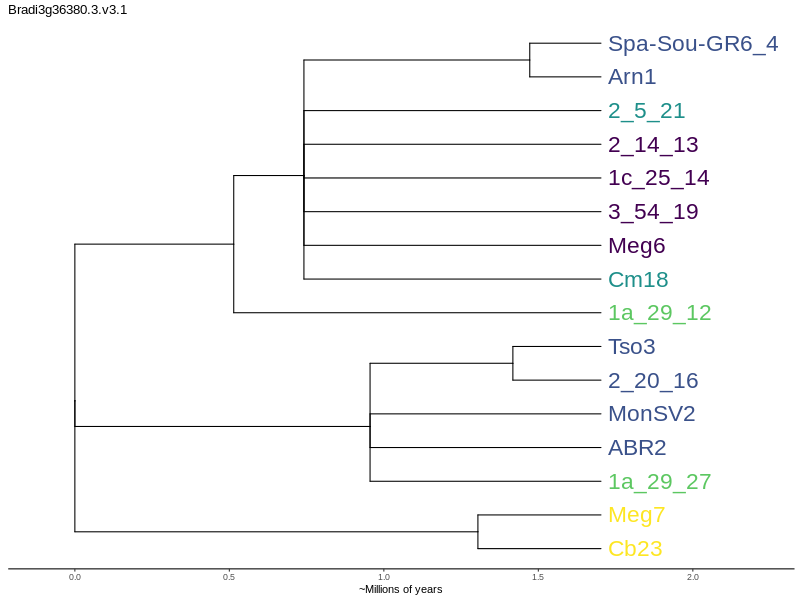 Bradi3g36380.3.v3.1
Spa-Sou-GR6_4
Arn1
2_5_21
2_14_13
1c_25_14
3_54_19
Meg6
Cm18
1a_29_12
Tso3
2_20_16
MonSV2
ABR2
1a_29_27
Meg7
Cb23
0.0 0.5 1.0 1.5 2.0
~Millions of years